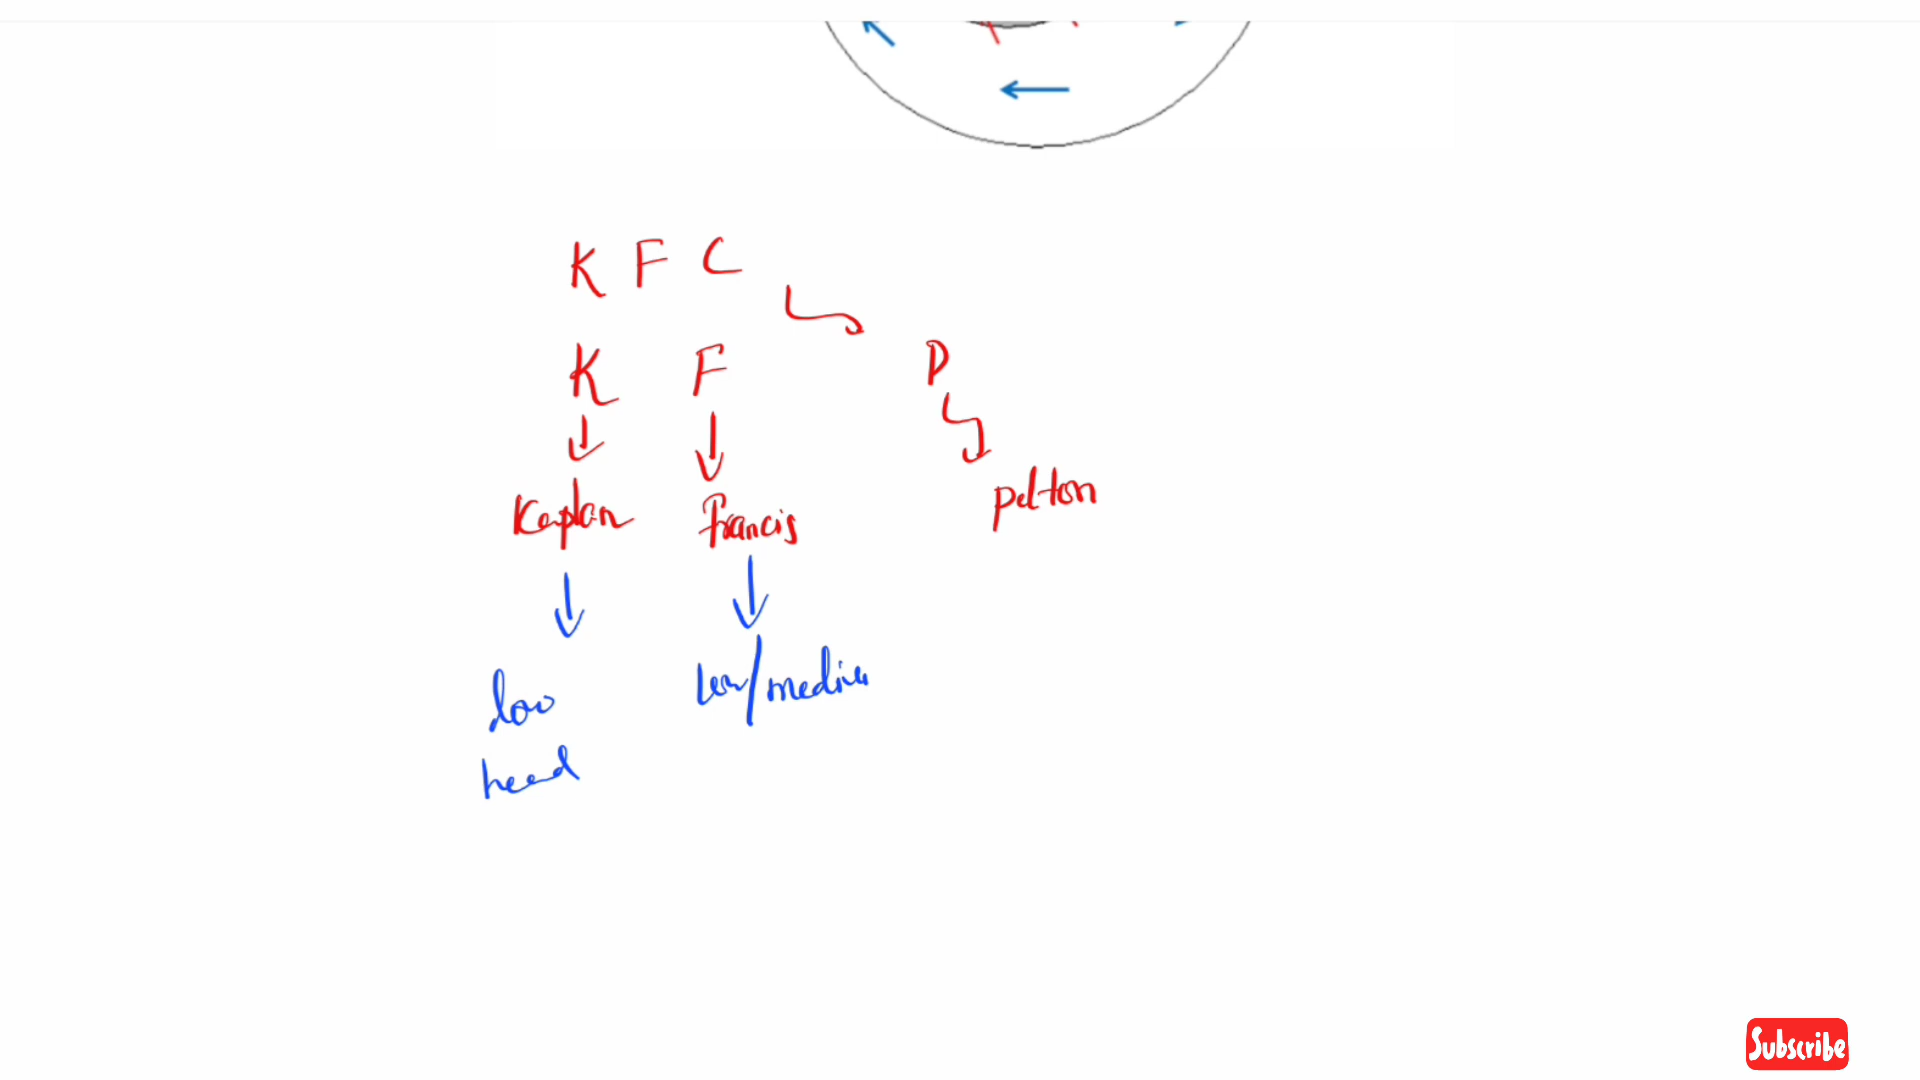 K F C
K F P
Kaplan Francis pelton
low low/medium
head
Subscribe